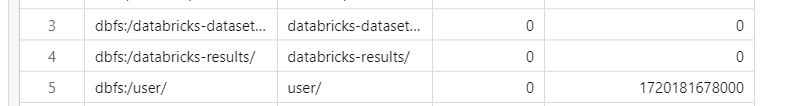 3 dbfs:/databricks-dataset... databricks-dataset... 0 0
4 dbfs:/databricks-results/ databricks-results/ 0 0
5 dbfs:/user/ user/ 0 1720181678000